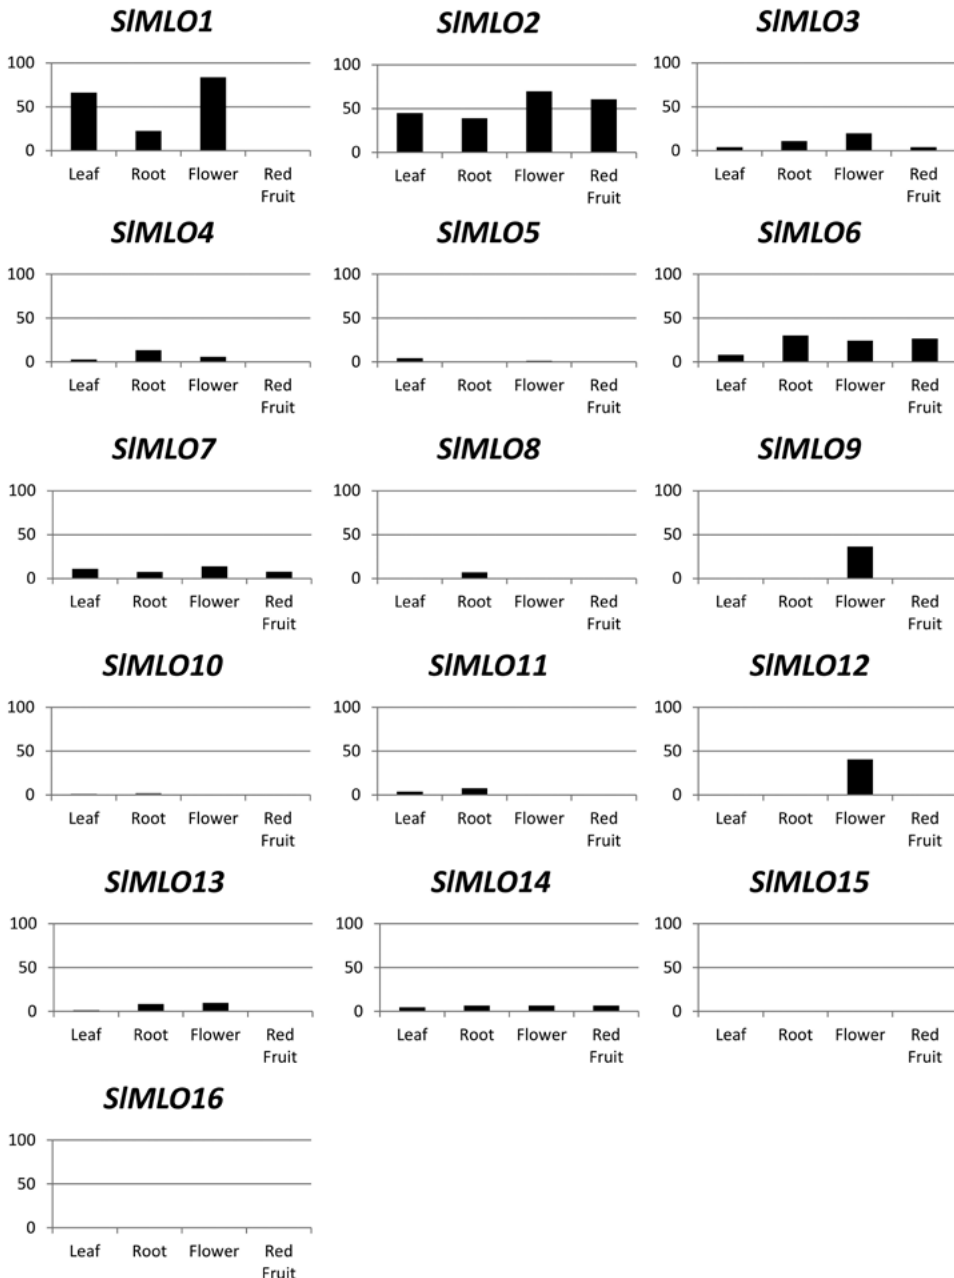 SlMLO1 SlMLO2 SlMLO3
100 100 100
50 50 50
0 0 0
Leaf Root Flower Red Leaf Root Flower Red Leaf Root Flower Red
Fruit Fruit Fruit
SlMLO4 SlMLO5 SlMLO6
100 100 100
50 50 50
0 0 0
Leaf Root Flower Red Leaf Root Flower Red Leaf Root Flower Red
Fruit Fruit Fruit
SlMLO7 SlMLO8 SlMLO9
100 100 100
50 50 50
0 0 0
Leaf Root Flower Red Leaf Root Flower Red Leaf Root Flower Red
Fruit Fruit Fruit
SlMLO10 SlMLO11 SlMLO12
100 100 100
50 50 50
0 0 0
Leaf Root Flower Red Leaf Root Flower Red Leaf Root Flower Red
Fruit Fruit Fruit
SlMLO13 SlMLO14 SlMLO15
100 100 100
50 50 50
0 0 0
Leaf Root Flower Red Leaf Root Flower Red Leaf Root Flower Red
Fruit Fruit Fruit
SlMLO16
100
50
0
Leaf Root Flower Red
Fruit